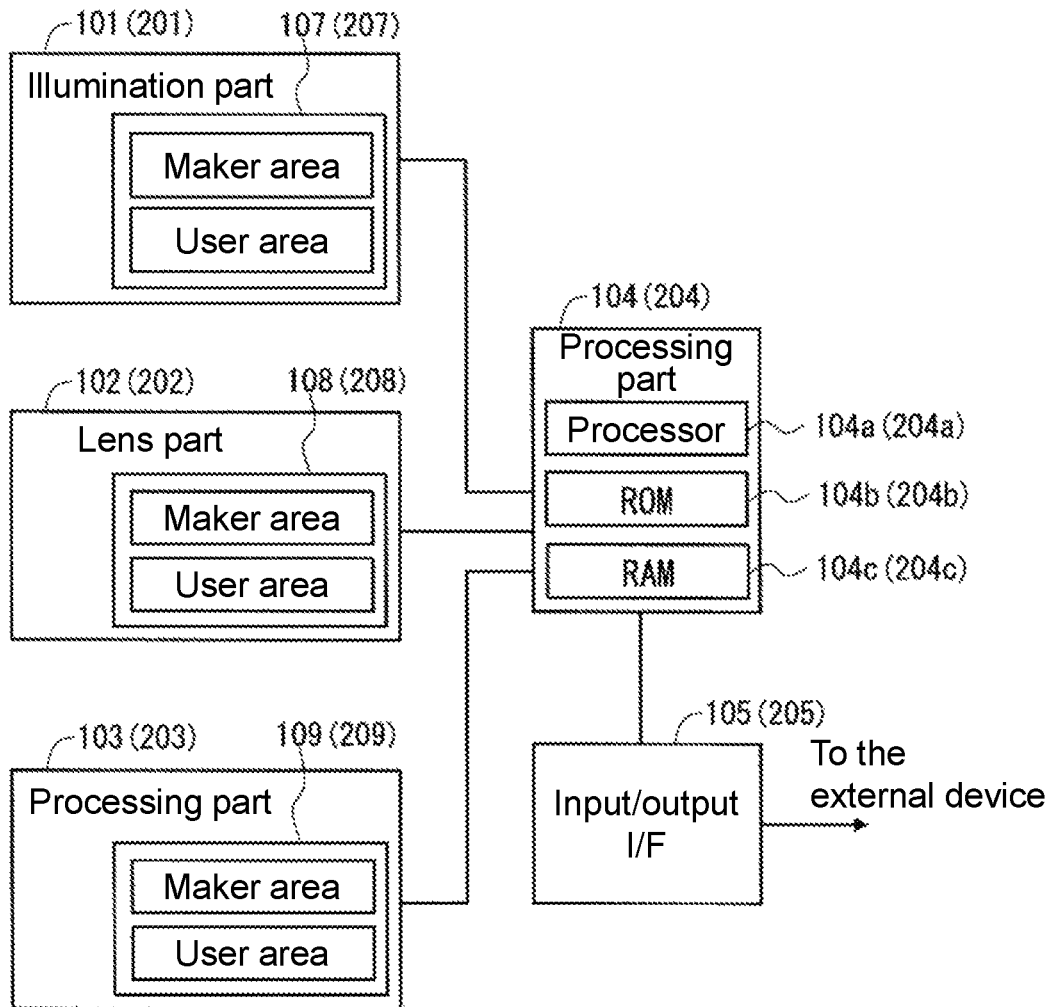 101(201)
107(207)
Illumination part
Maker area
User area
102(202)
108(208)
Lens part
Maker area
User area
103(203)
109(209)
Processing part
Maker area
User area
104(204)
Processing
part
Processor
104a(204a)
ROM
104b(204b)
RAM
104c(204c)
105(205)
Input/output
I/F
To the
external device